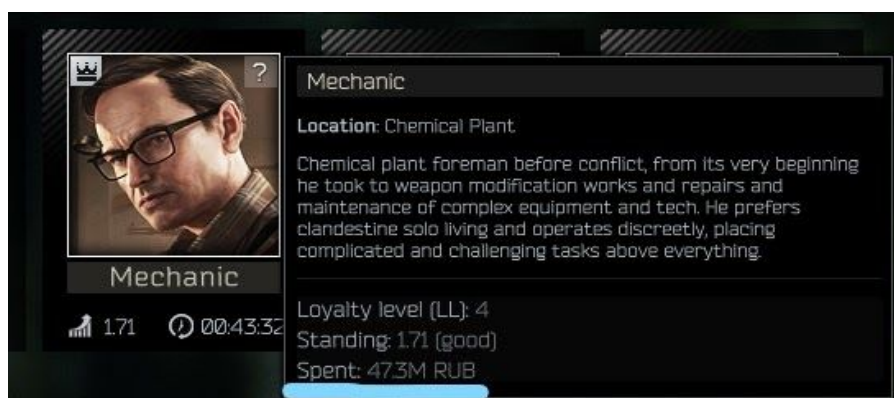 ?
Mechanic
Location: Chemical Plant
Chemical plant foreman before conflict, from its very beginning
he took to weapon modification works and repairs and
maintenance of complex equipment and tech. He prefers
clandestine solo living and operates discreetly, placing
complicated and challenging tasks above everything.
Mechanic
1.71 00:43:32
Loyalty level (LL): 4
Standing: 1.71 (good)
Spent: 47.3M RUB